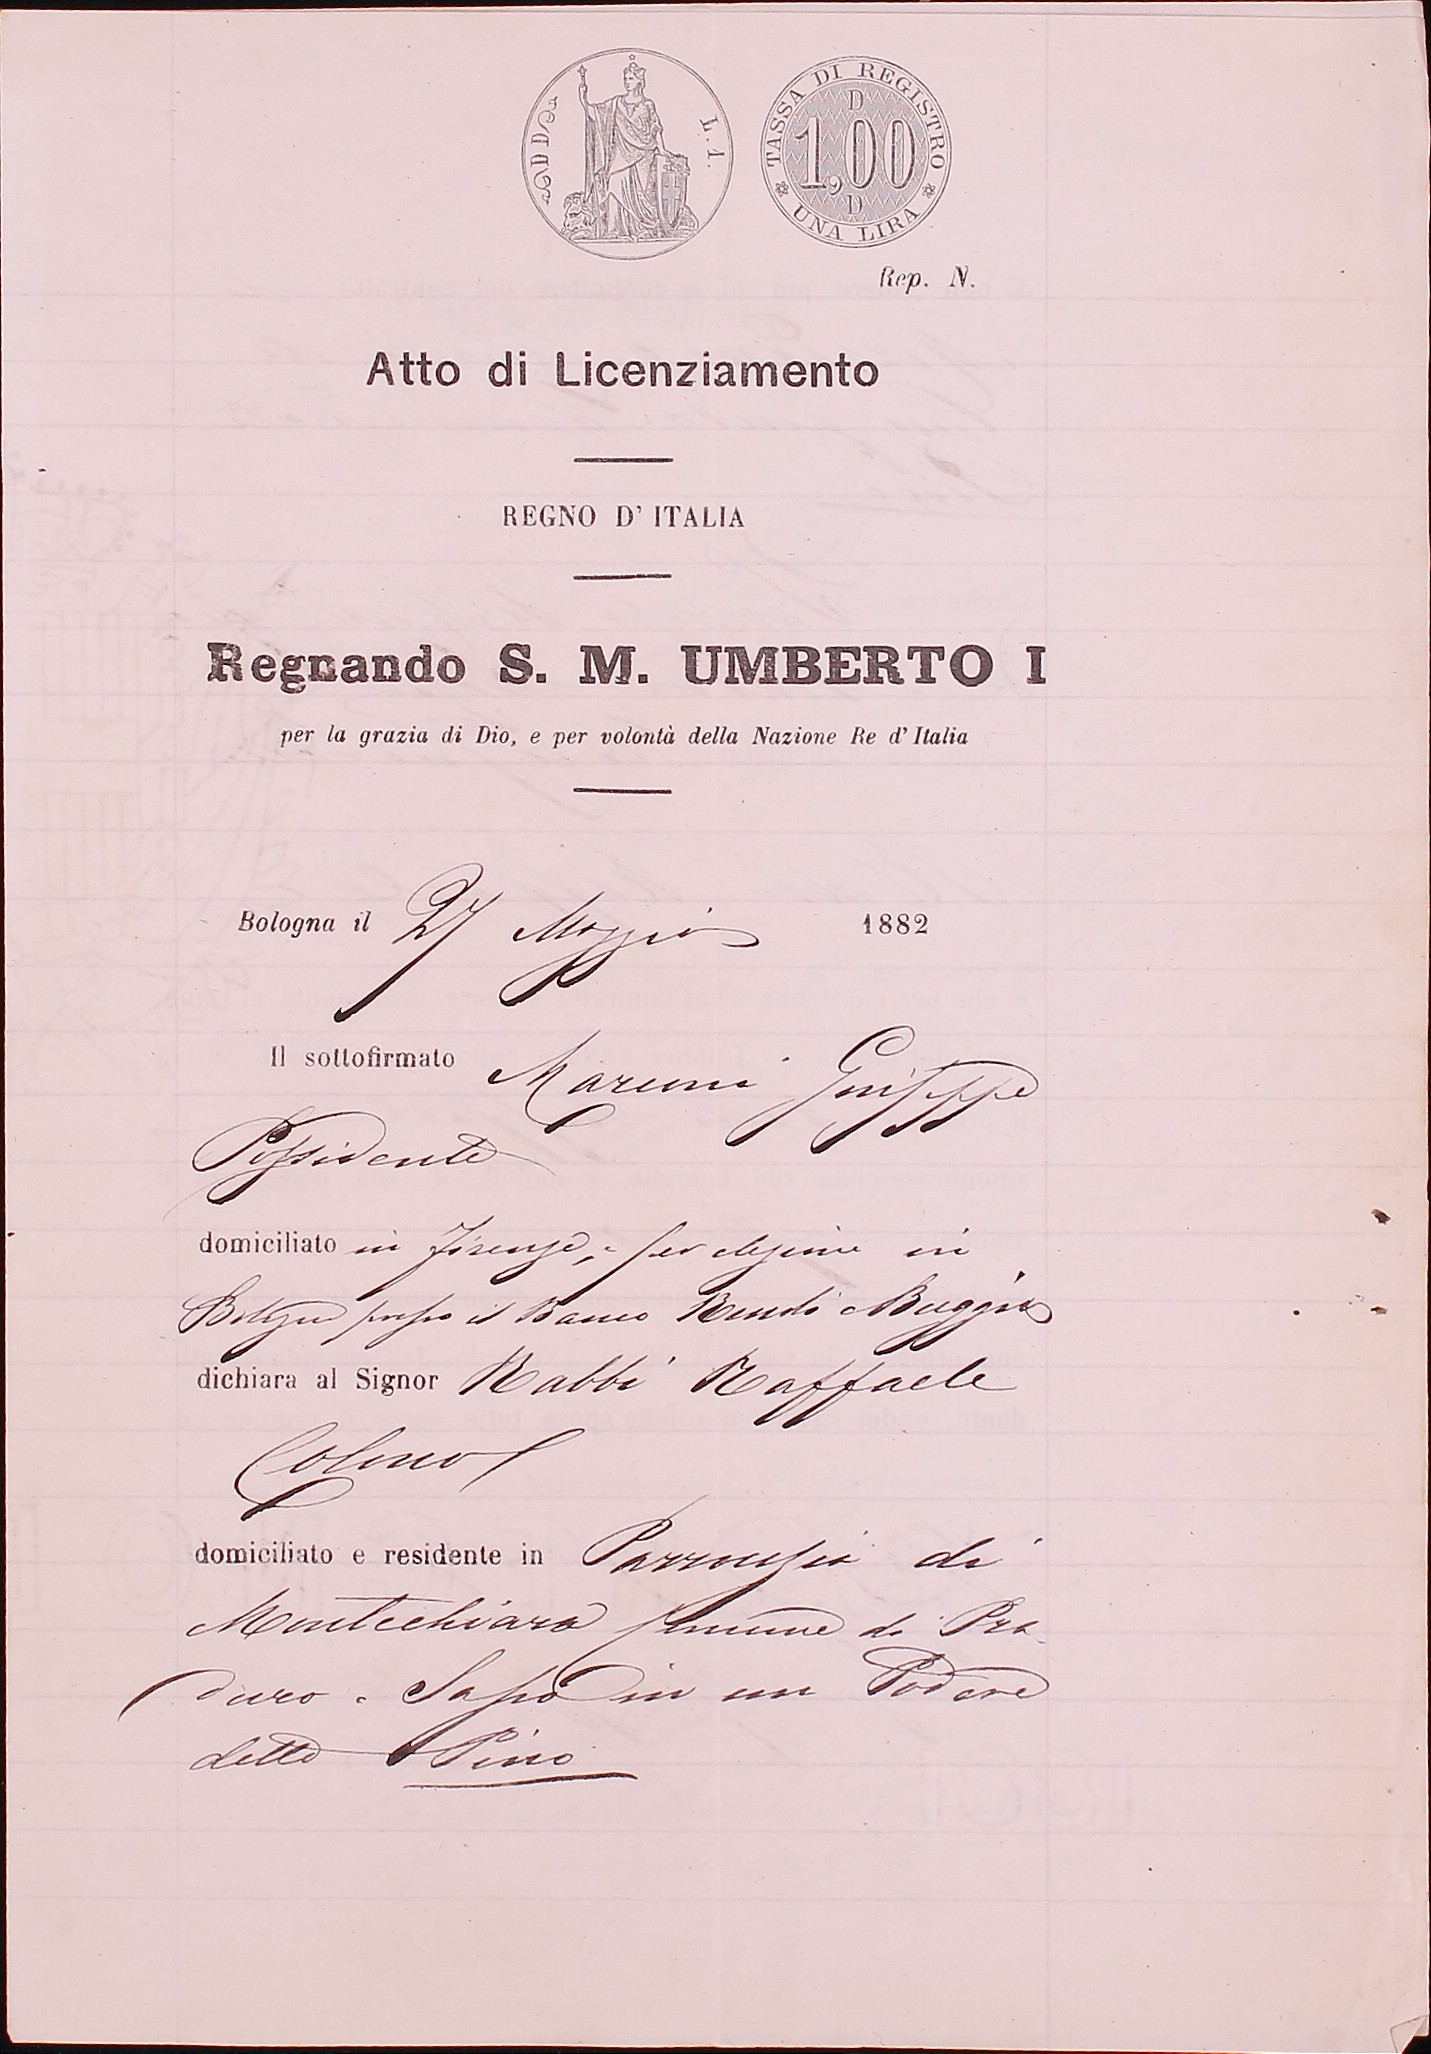 L. 1.
TASSA DI REGISTRO
D
1,00
D
UNA LIRA
Rep. N.
Atto di Licenziamento
REGNO D' ITALIA
Regnando S. M. UMBERTO I
per la grazia di Dio, e per volontà della Nazione Re d' Italia
Bologna il 27 Maggio 1882
Il sottofirmato Giuseppe
Possidente
domiciliato in Firenze, e per elezione in
Bologna presso il Banco
dichiara al Signor Rabbi Raffaele
Colono
domiciliato e residente in Parrocchia di
Montechiaro Comune di Pra-
duro e Sasso in un Podere
detto Pino